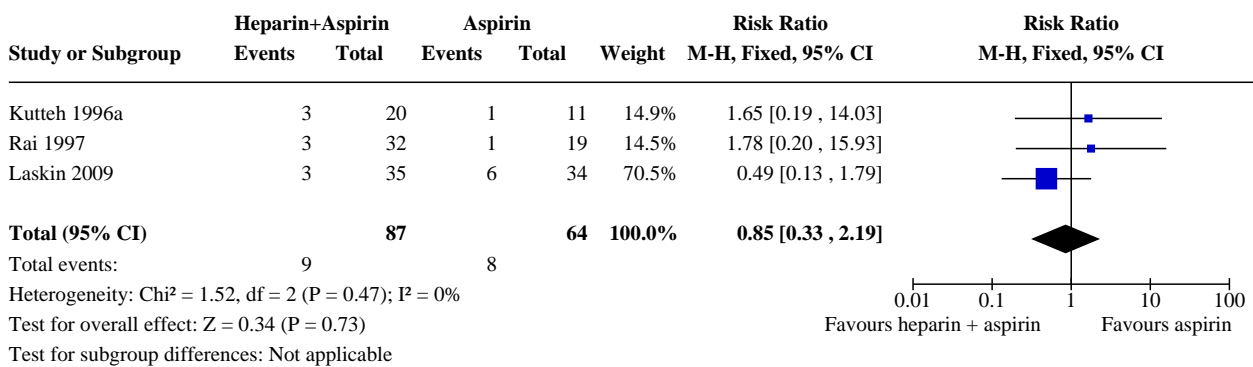 Heparin+Aspirin Aspirin Risk Ratio Risk Ratio
Study or Subgroup Events Total Events Total Weight M-H, Fixed, 95% CI M-H, Fixed, 95% CI
Kutteh 1996a 3 20 1 11 14.9% 1.65 [0.19 , 14.03]
Rai 1997 3 32 1 19 14.5% 1.78 [0.20 , 15.93]
Laskin 2009 3 35 6 34 70.5% 0.49 [0.13 , 1.79]
Total (95% CI) 87 64 100.0% 0.85 [0.33 , 2.19]
Total events: 9 8
Heterogeneity: Chi² = 1.52, df = 2 (P = 0.47); I² = 0%
Test for overall effect: Z = 0.34 (P = 0.73)
Test for subgroup differences: Not applicable
0.01 0.1 1 10 100
Favours heparin + aspirin Favours aspirin